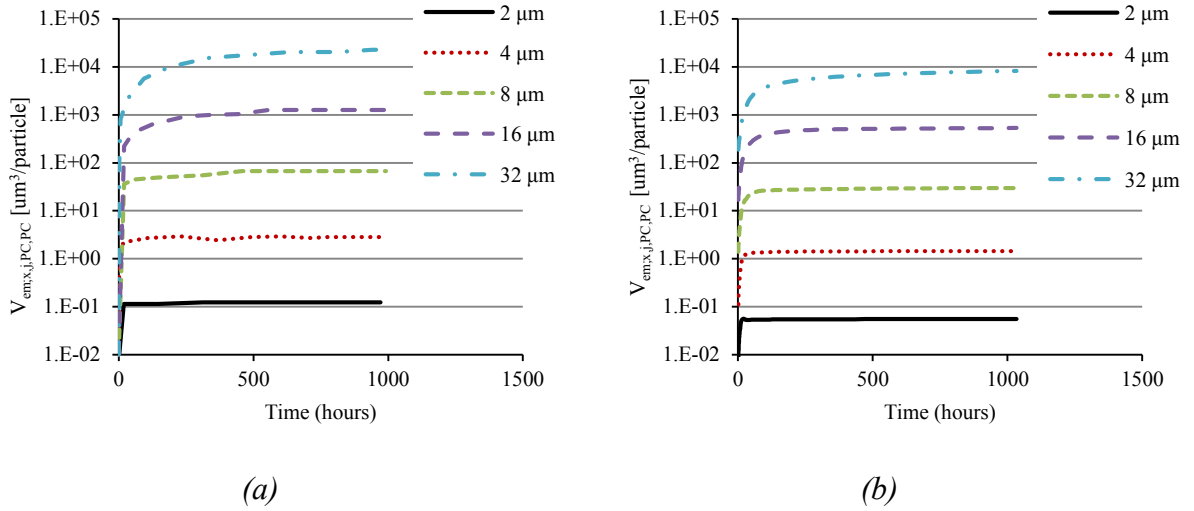 1.E+05
1.E+04
1.E+03
1.E+02
1.E+01
1.E+00
1.E-01
1.E-02
V em;x,j,PC,PC [um³/particle]
0 500 1000 1500
Time (hours)
2 μm
4 μm
8 μm
16 μm
32 μm
(a)
1.E+05
1.E+04
1.E+03
1.E+02
1.E+01
1.E+00
1.E-01
1.E-02
V em;x,j,PC,PC [um³/particle]
0 500 1000 1500
Time (hours)
2 μm
4 μm
8 μm
16 μm
32 μm
(b)